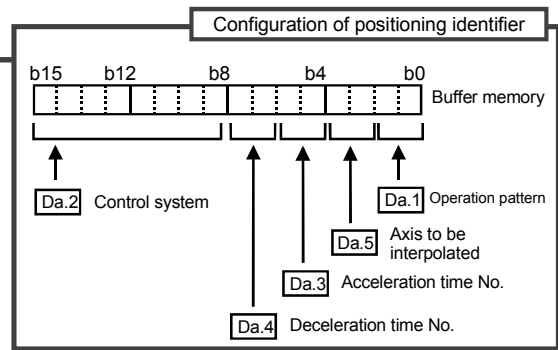 Configuration of positioning identifier
b15 b12 b8 b4 b0
Buffer memory
Da.2 Control system
Da.1 Operation pattern
Da.5 Axis to be
interpolated
Da.3 Acceleration time No.
Da.4 Deceleration time No.